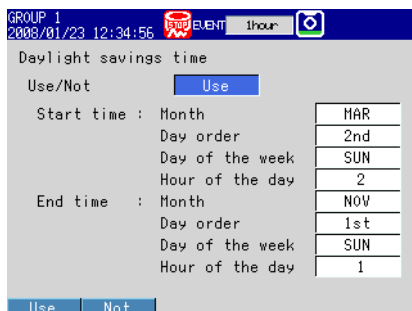 GROUP 1
2008/01/23 12:34:56 STOP EVENT 1hour
Daylight savings time
Use/Not Use
Start time : Month MAR
Day order 2nd
Day of the week SUN
Hour of the day 2
End time : Month NOV
Day order 1st
Day of the week SUN
Hour of the day 1
Use Not